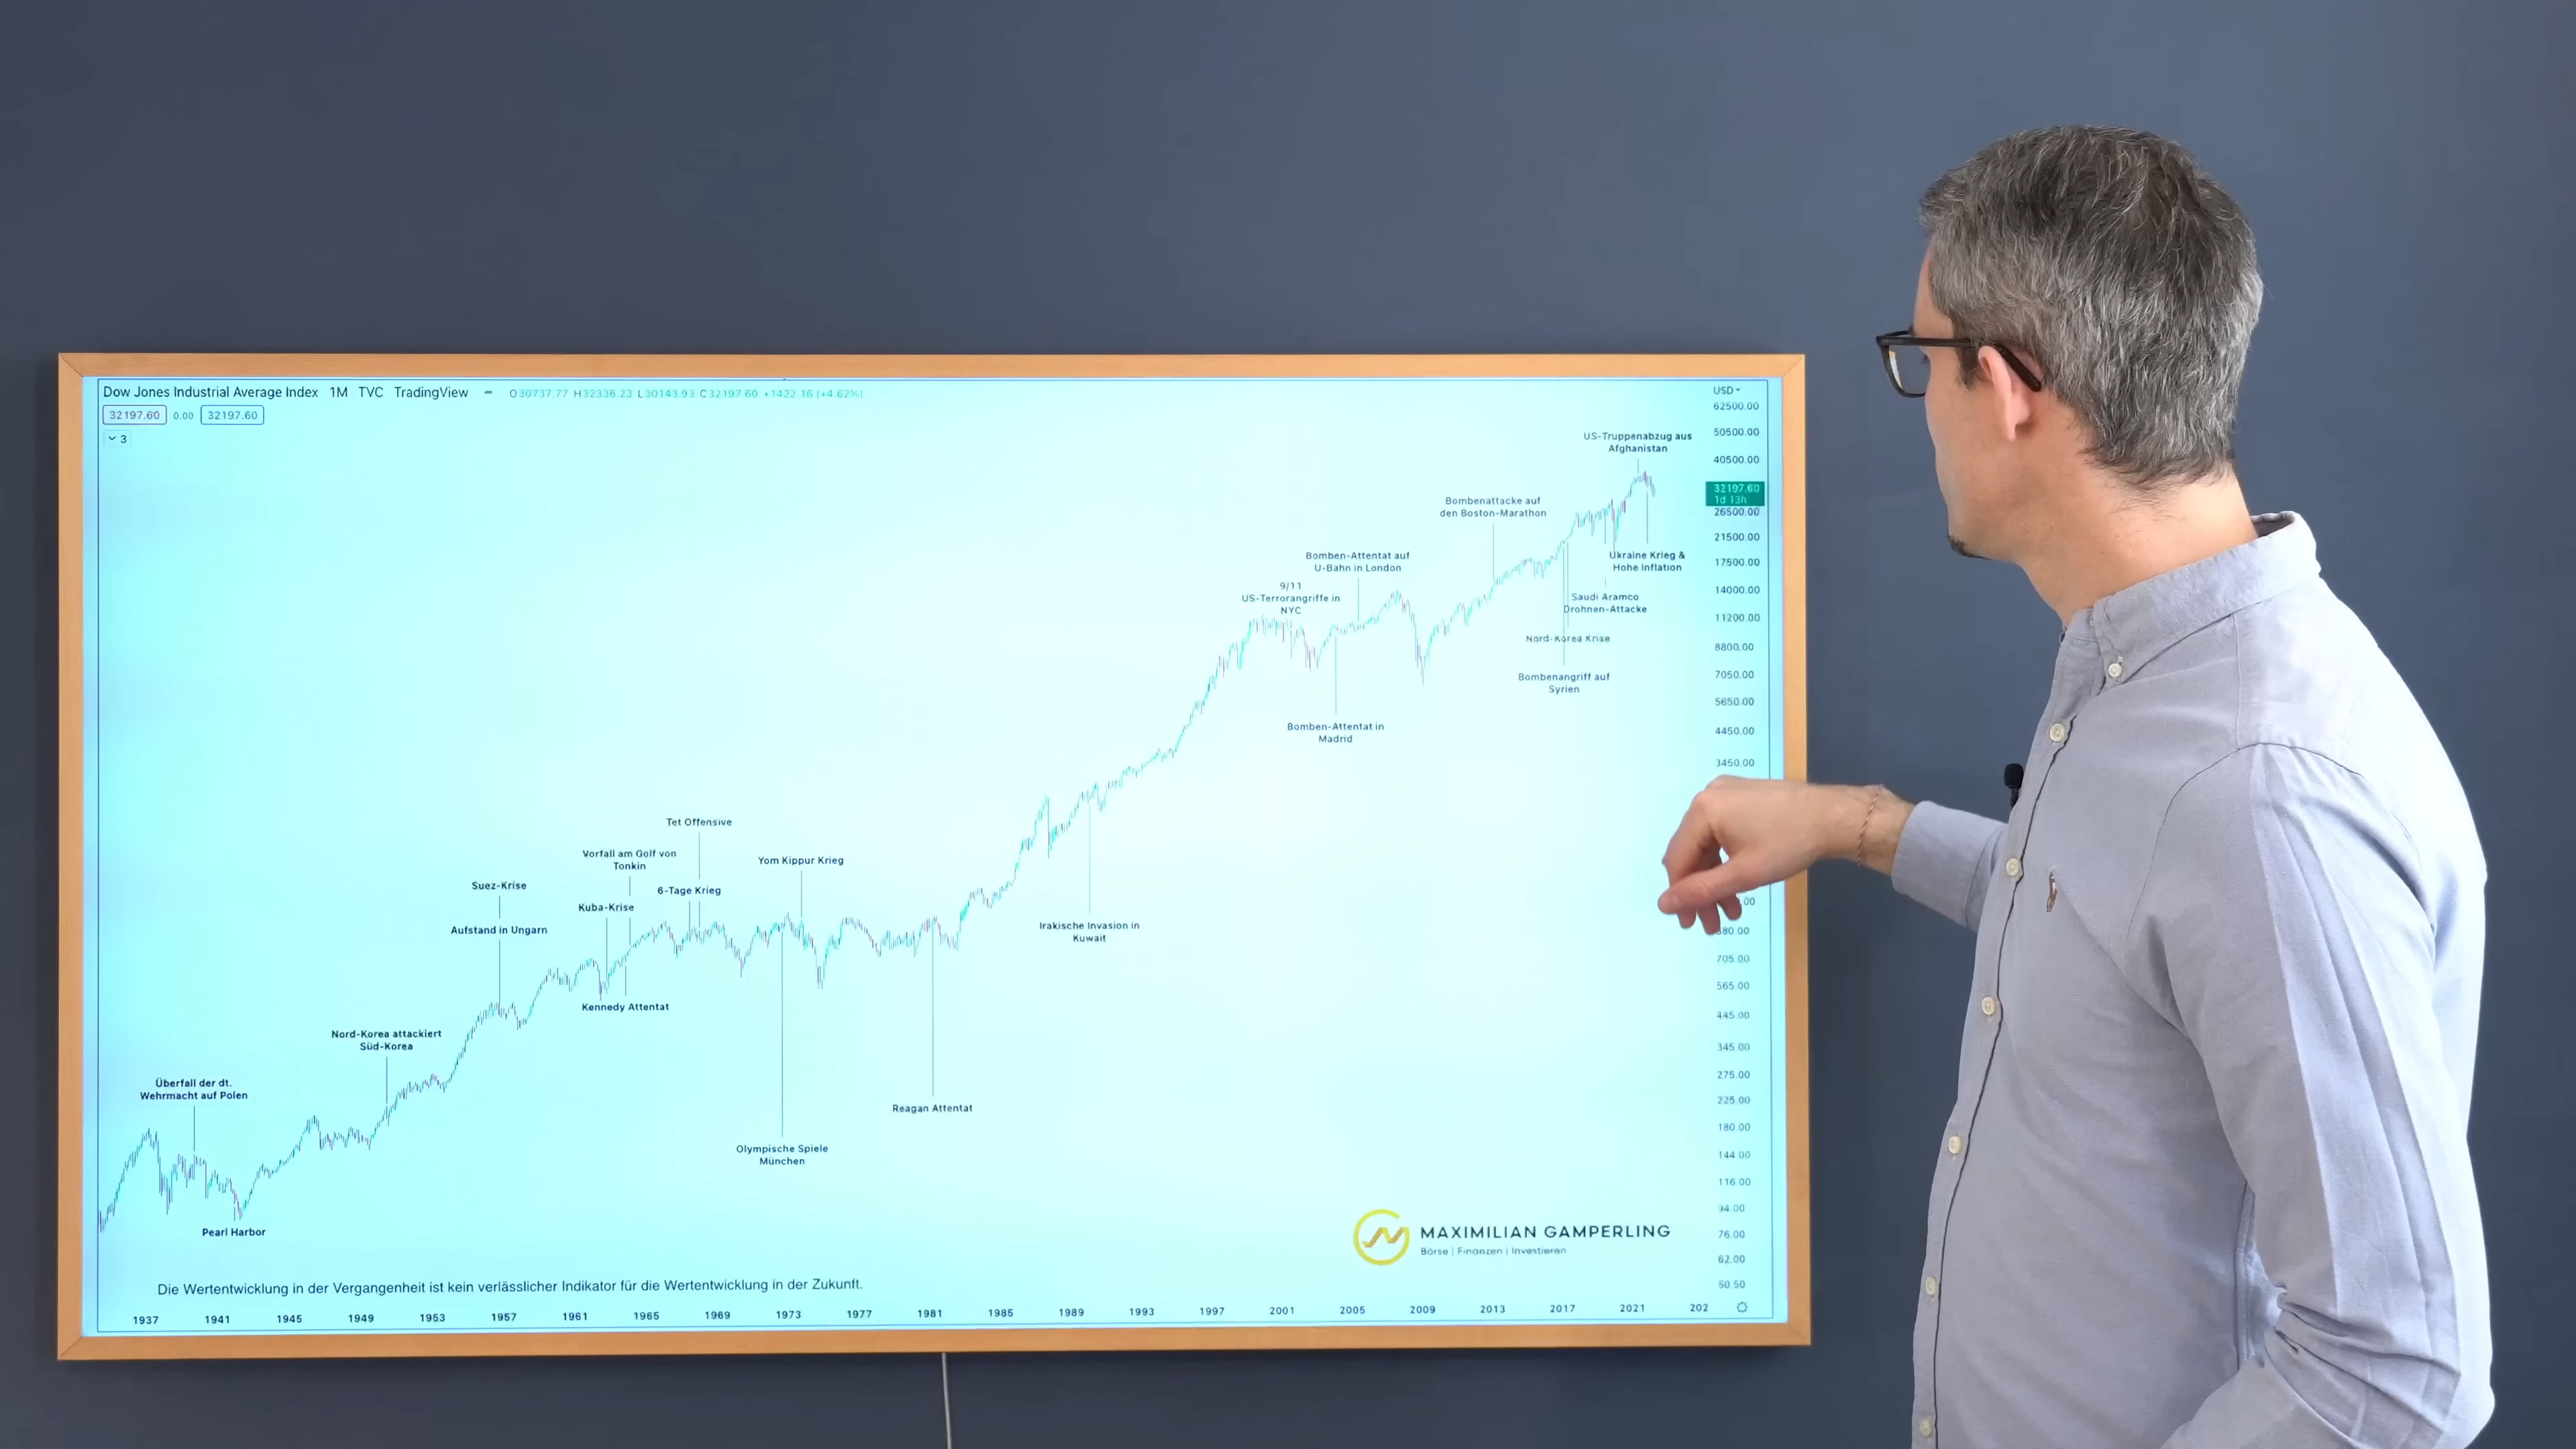 Dow Jones Industrial Average Index 1M TVC TradingView O30737.77 H32336.23 L30143.93 C32197.60 +1422.16 (+4.62%)
32197.60 0.00 32197.60
3
USD
62500.00
50500.00
40500.00
32197.60
1d 13h
26500.00
21500.00
17500.00
14000.00
11200.00
8800.00
7050.00
5650.00
4450.00
3450.00
705.00
565.00
445.00
345.00
275.00
225.00
180.00
144.00
116.00
94.00
76.00
62.00
50.50
US-Truppenabzug aus
Afghanistan
Bombenattacke auf
den Boston-Marathon
Ukraine Krieg &
Hohe Inflation
Bomben-Attentat auf
U-Bahn in London
9/11
US-Terrorangriffe in
NYC
Saudi Aramco
Drohnen-Attacke
Nord-Korea Krise
Bombenangriff auf
Syrien
Bomben-Attentat in
Madrid
Tet Offensive
Vorfall am Golf von
Tonkin
Yom Kippur Krieg
Suez-Krise
6-Tage Krieg
Kuba-Krise
Aufstand in Ungarn
Irakische Invasion in
Kuwait
Kennedy Attentat
Nord-Korea attackiert
Süd-Korea
Überfall der dt.
Wehrmacht auf Polen
Reagan Attentat
Olympische Spiele
München
Pearl Harbor
MAXIMILIAN GAMPERLING
Börse | Finanzen | Investieren
Die Wertentwicklung in der Vergangenheit ist kein verlässlicher Indikator für die Wertentwicklung in der Zukunft.
1937 1941 1945 1949 1953 1957 1961 1965 1969 1973 1977 1981 1985 1989 1993 1997 2001 2005 2009 2013 2017 2021 202